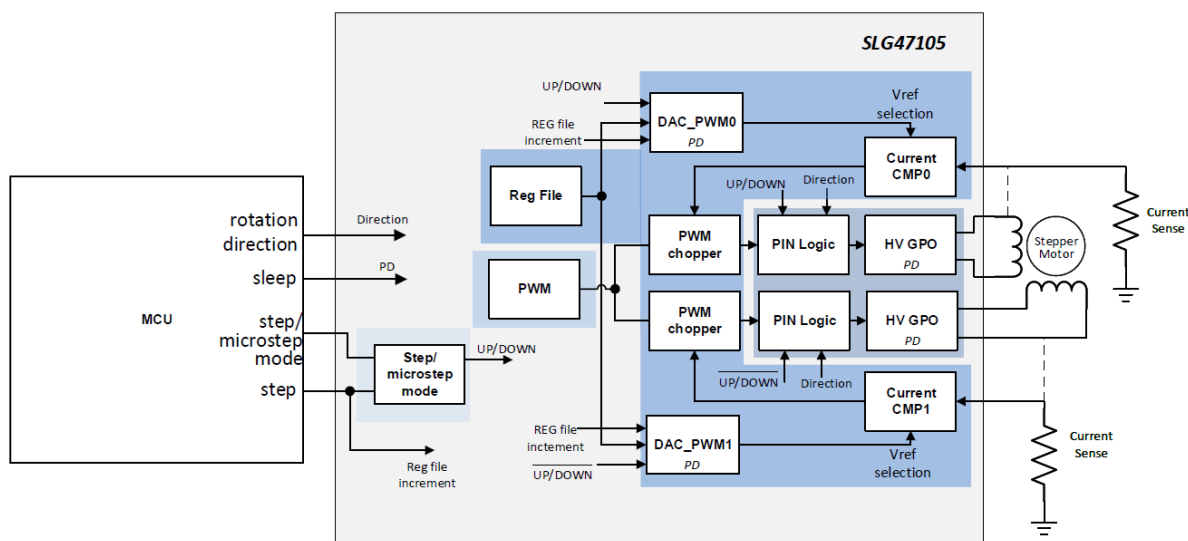 SLG47105
UP/DOWN
DAC_PWM0
PD
REG file
increment
Vref
selection
Current
CMP0
Reg File
UP/DOWN
Direction
PWM
chopper
PIN Logic
HV GPO
PD
Stepper
Motor
Current
Sense
MCU
rotation
direction
Direction
sleep
PD
step/
microstep
mode
step
Step/
microstep
mode
UP/DOWN
Reg file
increment
PWM
PWM
chopper
PIN Logic
HV GPO
PD
UP/DOWN
Direction
Current
CMP1
REG file
inctement
UP/DOWN
DAC_PWM1
PD
Vref
selection
Current
Sense